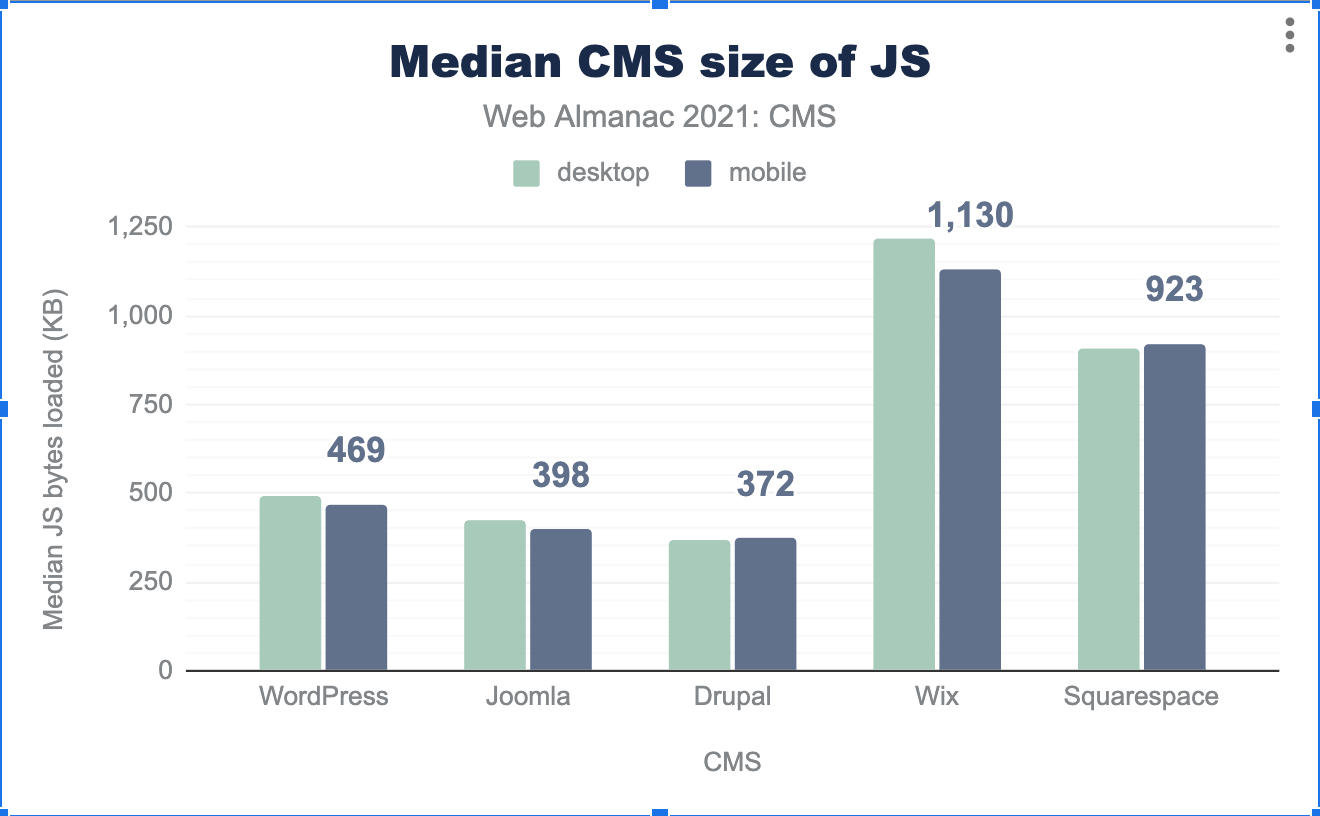 Median CMS size of JS
Web Almanac 2021: CMS
desktop mobile
Median JS bytes loaded (KB)
1,250
1,000
750
500
250
0
469
398
372
1,130
923
WordPress Joomla Drupal Wix Squarespace
CMS